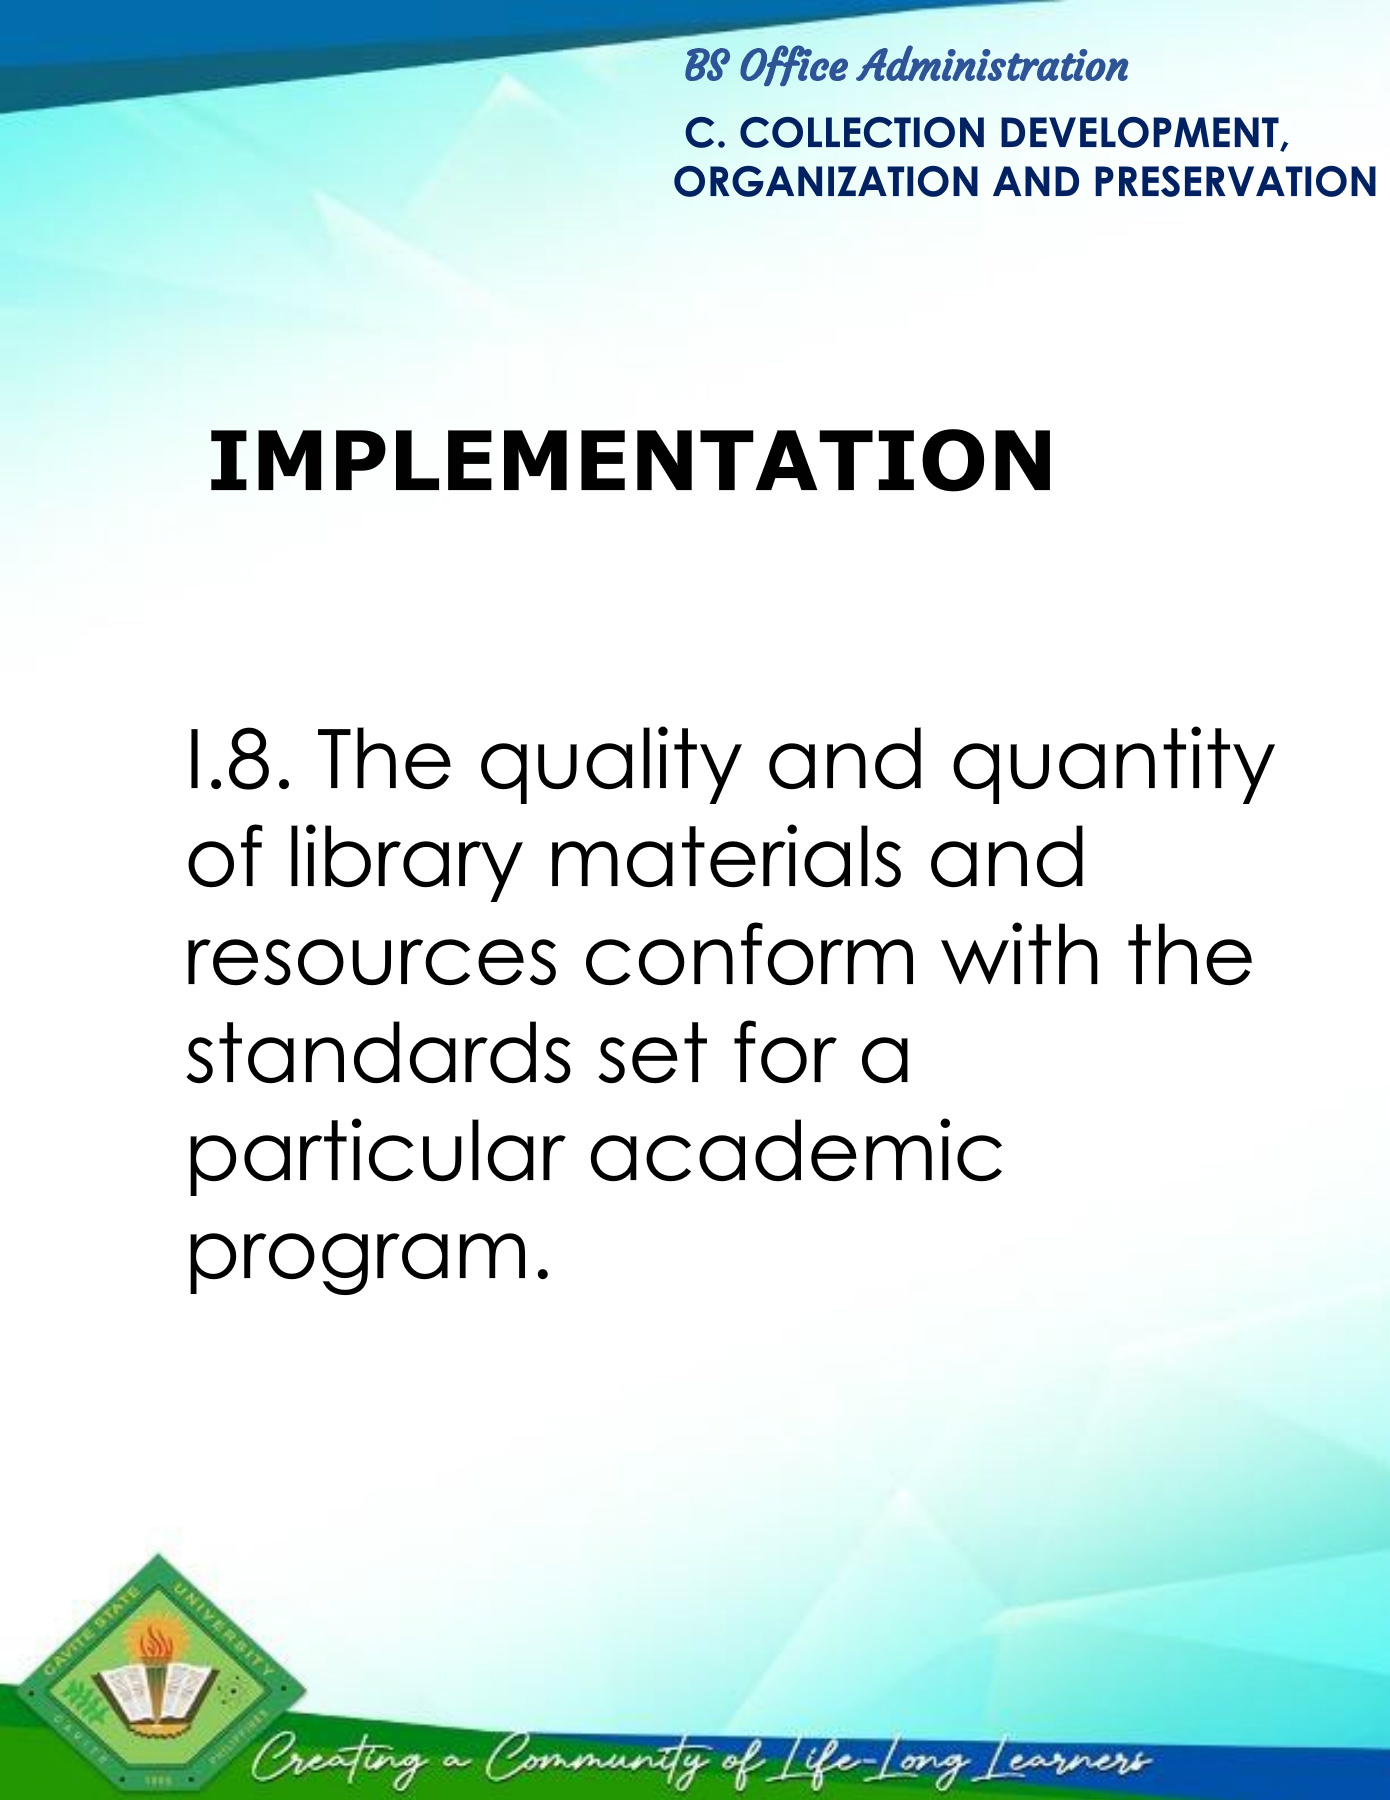 BS Office Administration
C. COLLECTION DEVELOPMENT,
ORGANIZATION AND PRESERVATION
IMPLEMENTATION
I.8. The quality and quantity
of library materials and
resources conform with the
standards set for a
particular academic
program.
CAVITE STATE UNIVERSITY
CAVITE PHILIPPINES
Creating a Community of Life-Long Learners